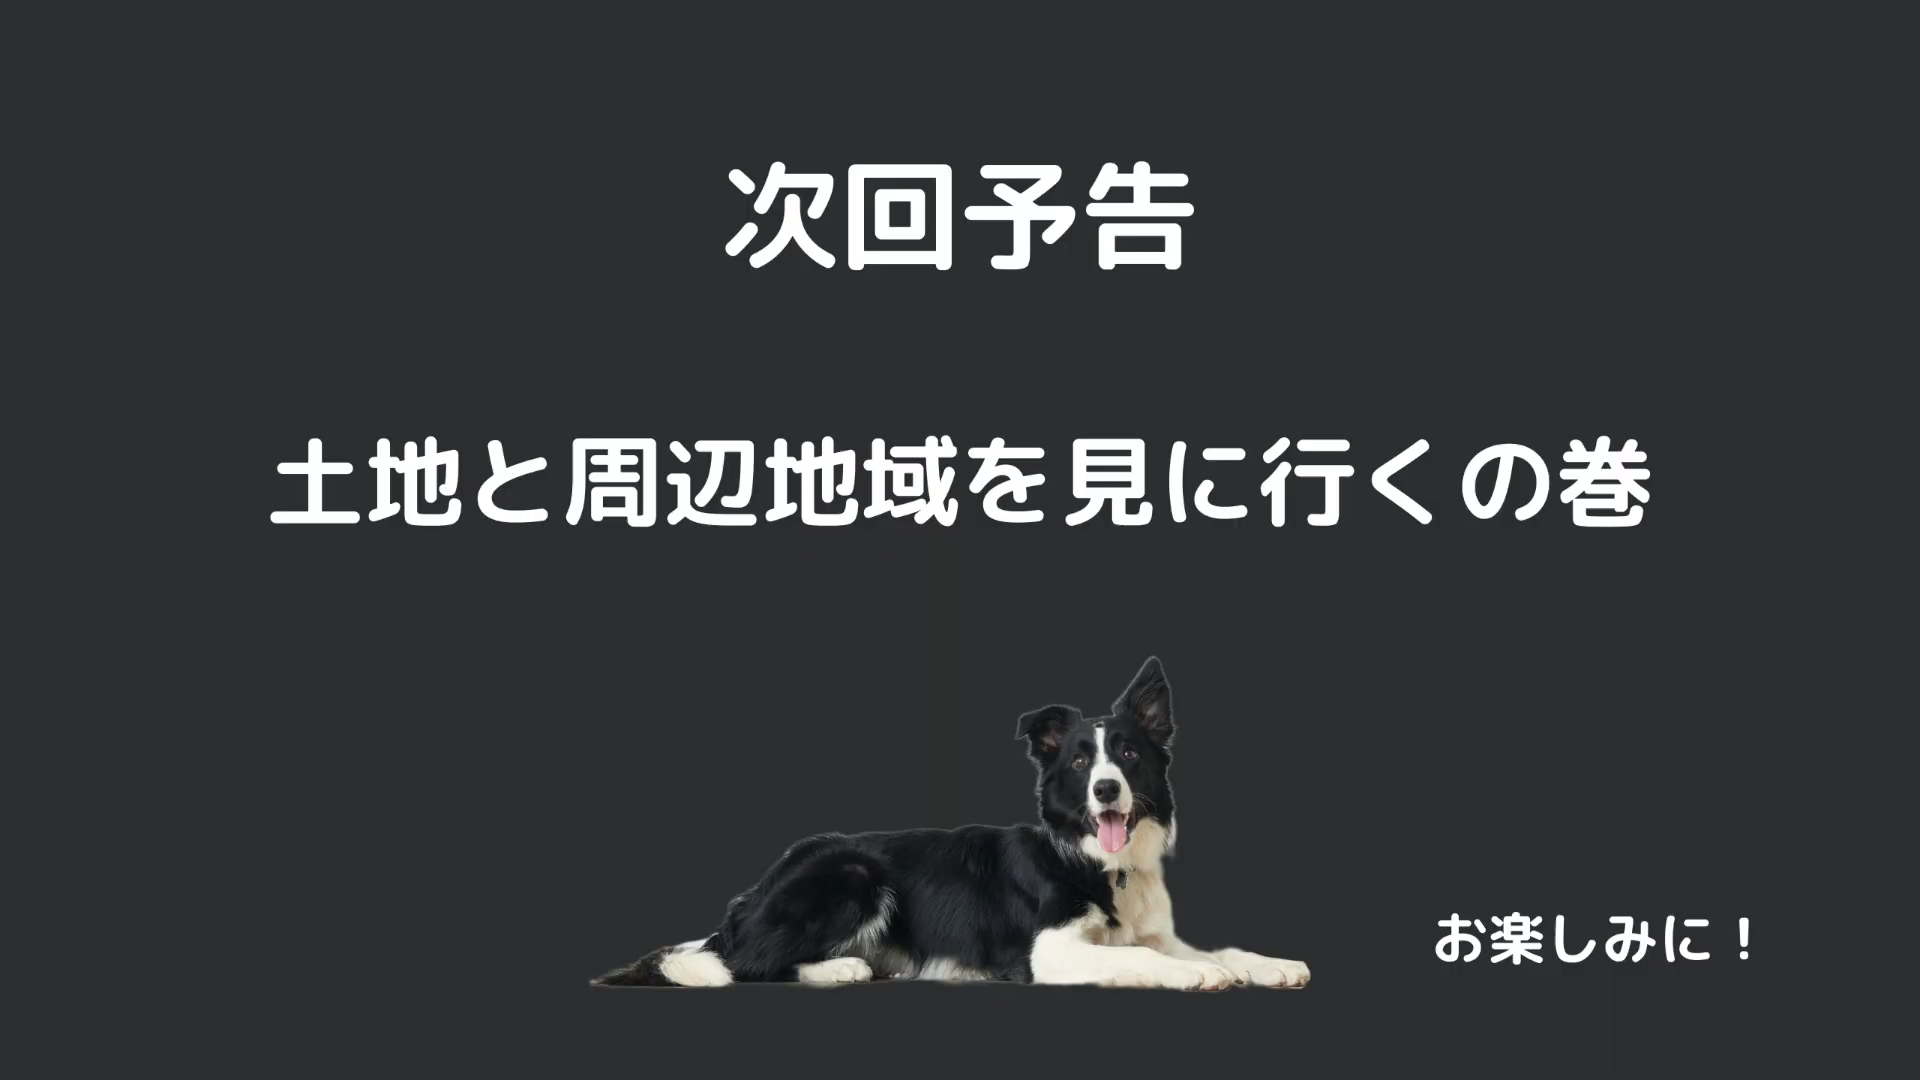 次回予告
土地と周辺地域を見に行くの巻
お楽しみに！